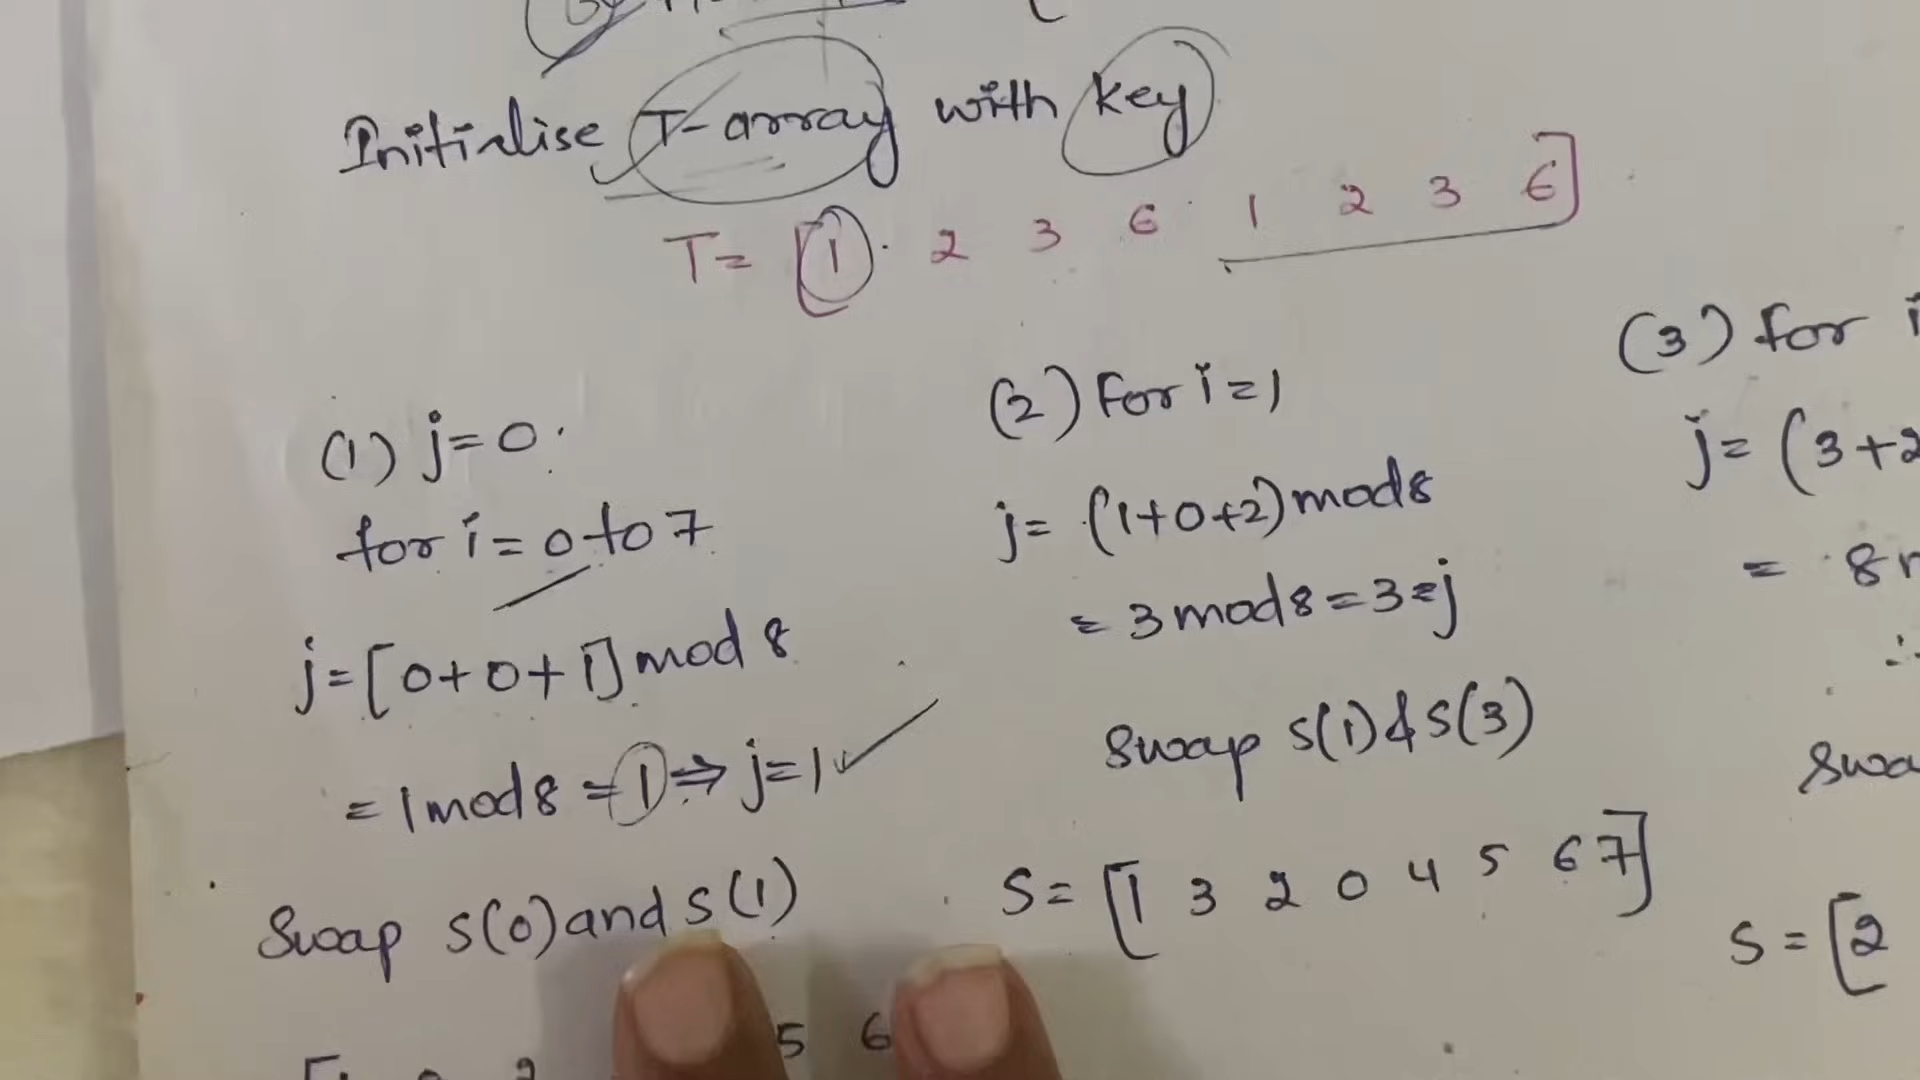 Initialise T-array with key
T= [1 2 3 6 1 2 3 6]
(1) j=0
for i=0 to 7
j=[0+0+1] mod 8
= 1 mod 8 = 1 ⇒ j=1 ✓
Swap s(0) and s(1)
5 6
(2) For i=1
j= (1+0+2) mod 8
= 3 mod 8 = 3 = j
Swap s(1) & s(3)
S= [1 3 2 0 4 5 6 7]
(3) for i
j= (3+2
= 8
S = [2